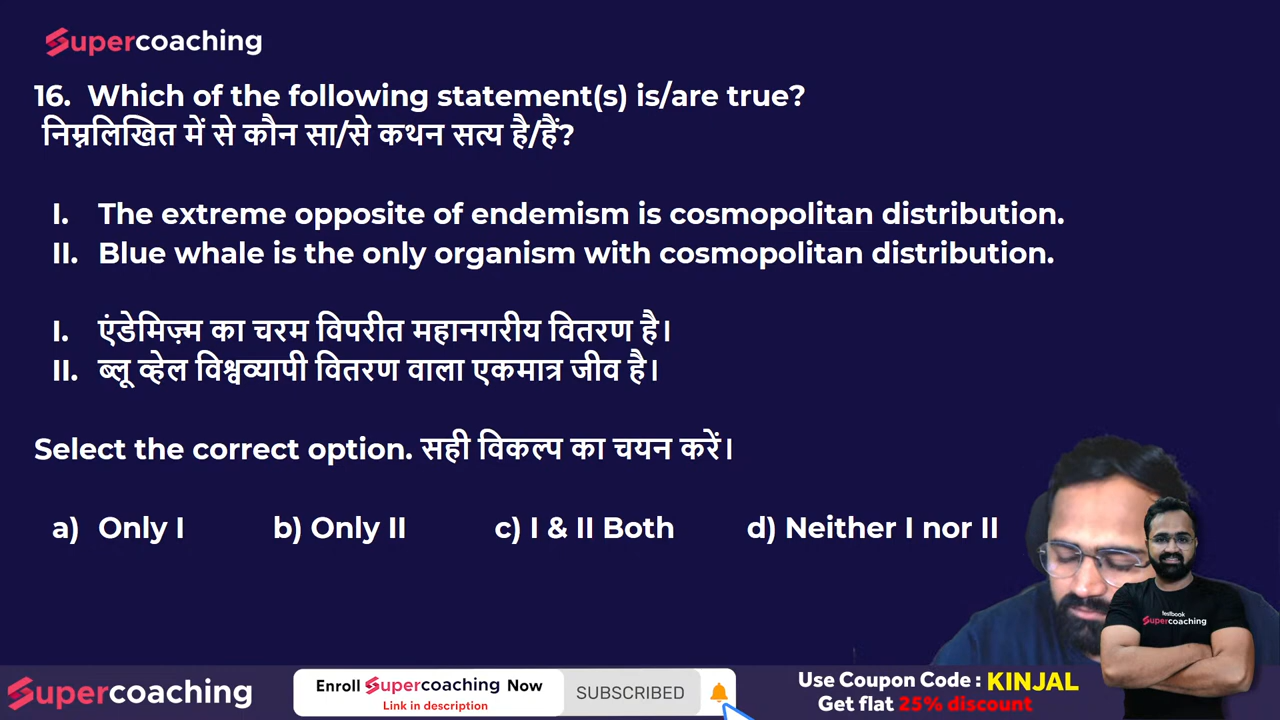 Supercoaching
16. Which of the following statement(s) is/are true?
निम्नलिखित में से कौन सा/से कथन सत्य है/हैं?
I. The extreme opposite of endemism is cosmopolitan distribution.
II. Blue whale is the only organism with cosmopolitan distribution.
I. एंडेमिज़्म का चरम विपरीत महानगरीय वितरण है।
II. ब्लू व्हेल विश्वव्यापी वितरण वाला एकमात्र जीव है।
Select the correct option. सही विकल्प का चयन करें।
a) Only I b) Only II c) I & II Both d) Neither I nor II
testbook
Supercoaching
Supercoaching
Enroll Supercoaching Now
Link in description
SUBSCRIBED
Use Coupon Code : KINJAL
Get flat 25% discount